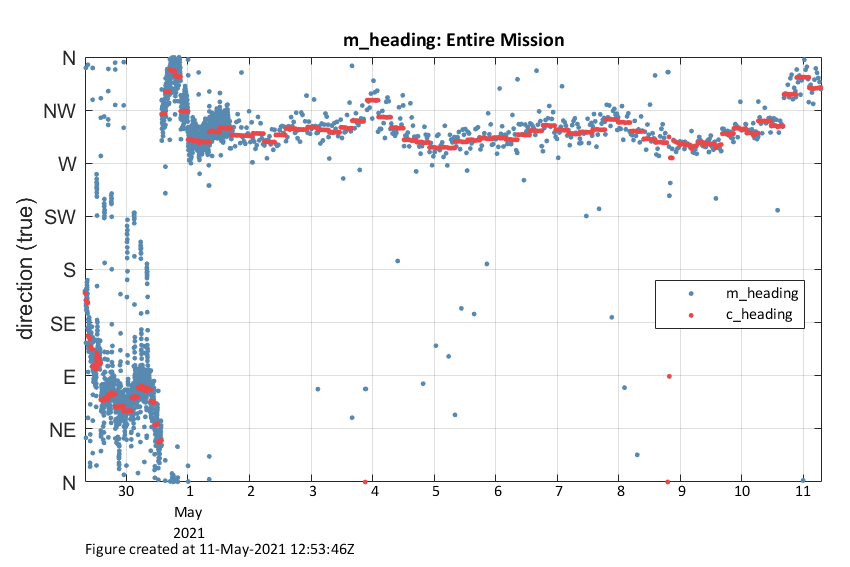 m_heading: Entire Mission
N
NW
W
SW
S
SE
E
NE
N
direction (true)
m_heading
c_heading
30 1 2 3 4 5 6 7 8 9 10 11
May
2021
Figure created at 11-May-2021 12:53:46Z